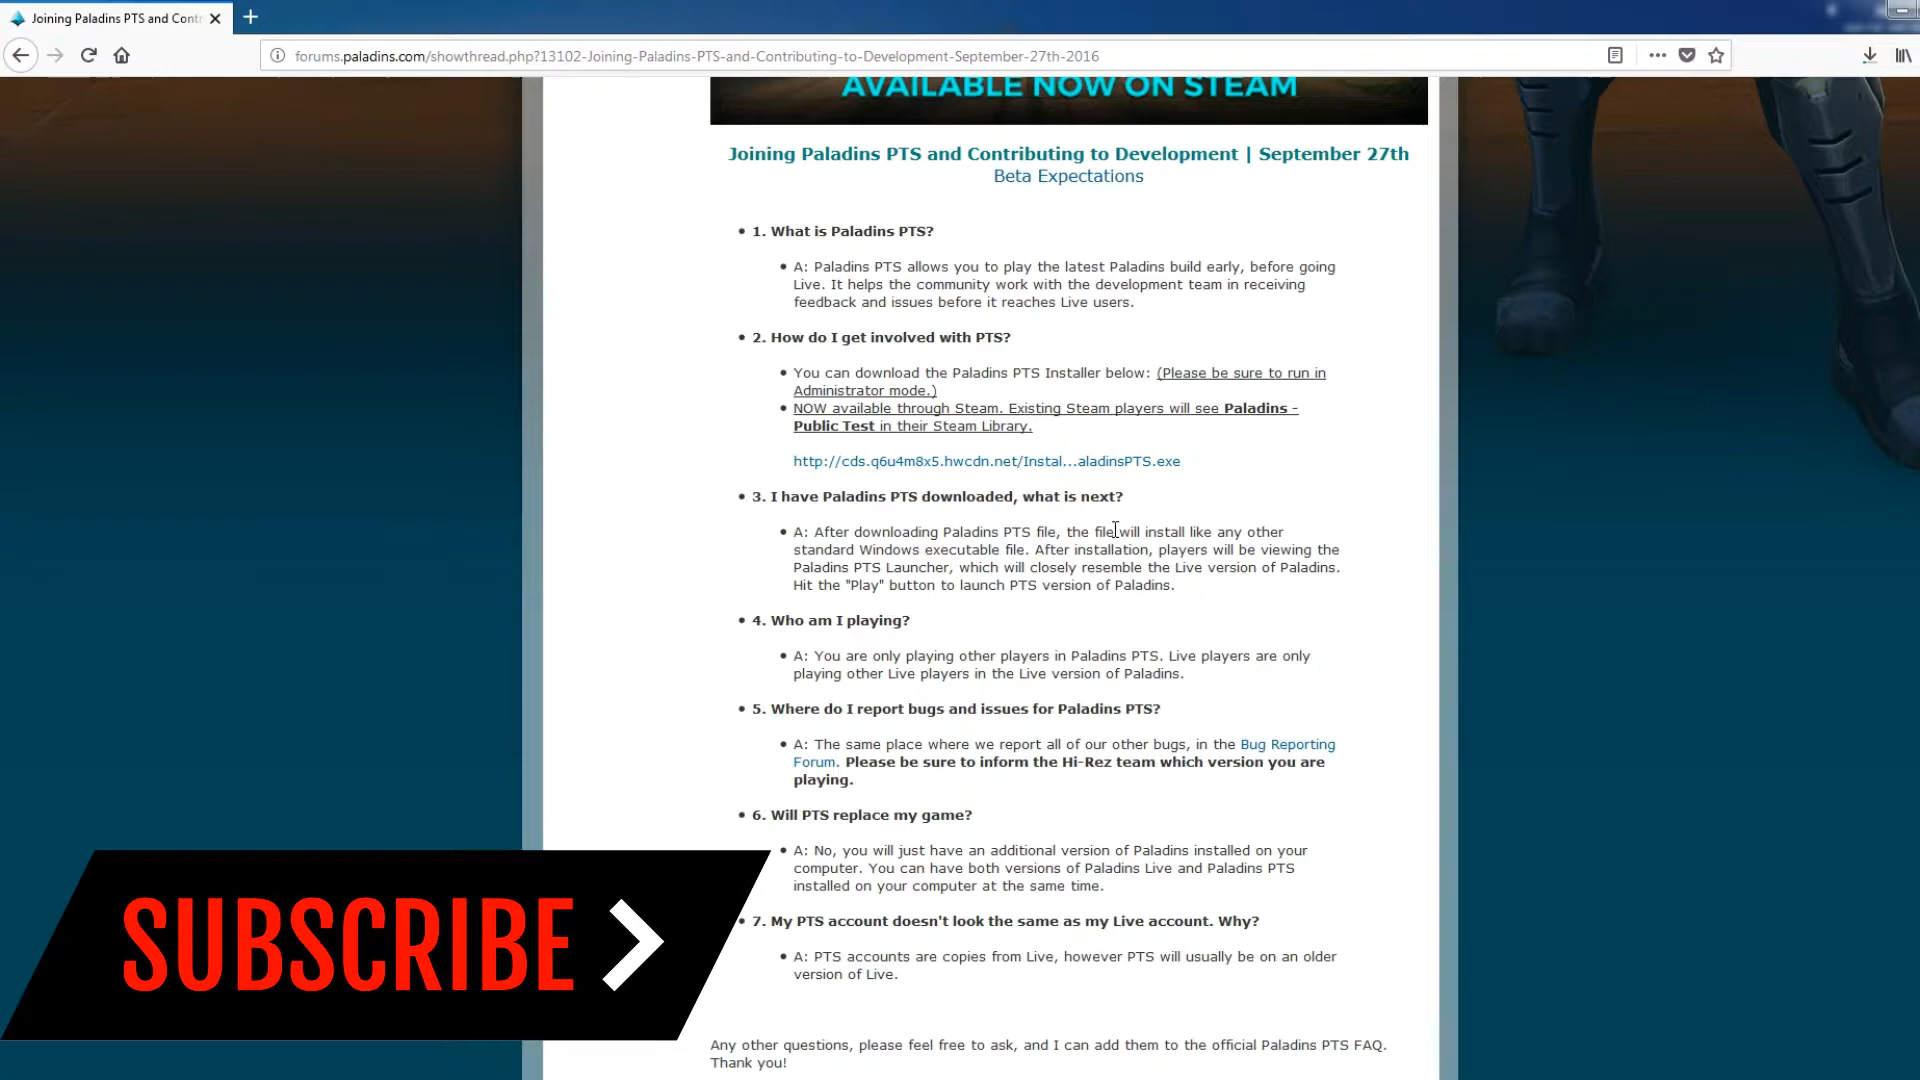 Joining Paladins PTS and Cont
forums.paladins.com/showthread.php?13102-Joining-Paladins-PTS-and-Contributing-to-Development-September-27th-2016
AVAILABLE NOW ON STEAM
Joining Paladins PTS and Contributing to Development | September 27th
Beta Expectations
1. What is Paladins PTS?
A: Paladins PTS allows you to play the latest Paladins build early, before going
Live. It helps the community work with the development team in receiving
feedback and issues before it reaches Live users.
2. How do I get involved with PTS?
You can download the Paladins PTS Installer below: (Please be sure to run in
Administrator mode.)
NOW available through Steam. Existing Steam players will see Paladins -
Public Test in their Steam Library.
http://cds.q6u4m8x5.hwcdn.net/Instal...aladinsPTS.exe
3. I have Paladins PTS downloaded, what is next?
A: After downloading Paladins PTS file, the file will install like any other
standard Windows executable file. After installation, players will be viewing the
Paladins PTS Launcher, which will closely resemble the Live version of Paladins.
Hit the "Play" button to launch PTS version of Paladins.
4. Who am I playing?
A: You are only playing other players in Paladins PTS. Live players are only
playing other Live players in the Live version of Paladins.
5. Where do I report bugs and issues for Paladins PTS?
A: The same place where we report all of our other bugs, in the Bug Reporting
Forum. Please be sure to inform the Hi-Rez team which version you are
playing.
6. Will PTS replace my game?
A: No, you will just have an additional version of Paladins installed on your
computer. You can have both versions of Paladins Live and Paladins PTS
installed on your computer at the same time.
7. My PTS account doesn't look the same as my Live account. Why?
A: PTS accounts are copies from Live, however PTS will usually be on an older
version of Live.
Any other questions, please feel free to ask, and I can add them to the official Paladins PTS FAQ.
Thank you!
SUBSCRIBE